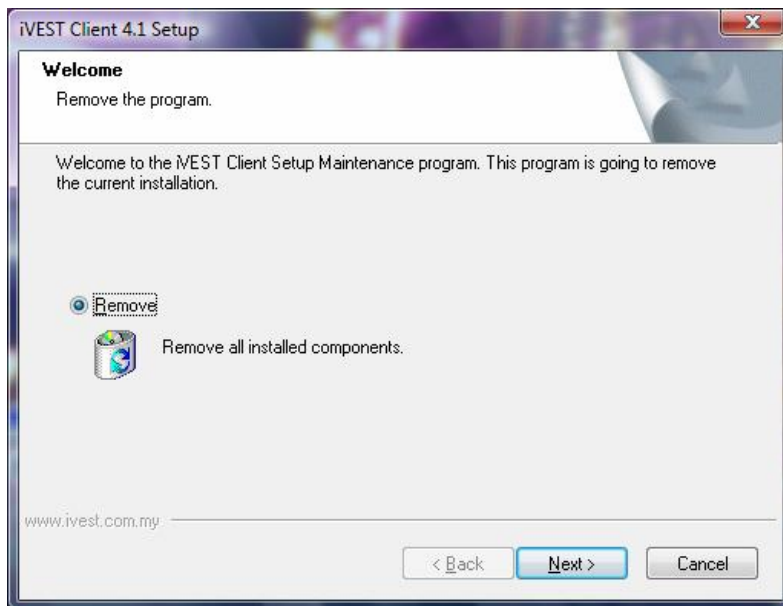 iVEST Client 4.1 Setup
Welcome
Remove the program.
Welcome to the iVEST Client Setup Maintenance program. This program is going to remove
the current installation.
Remove
Remove all installed components.
www.ivest.com.my
< Back
Next >
Cancel